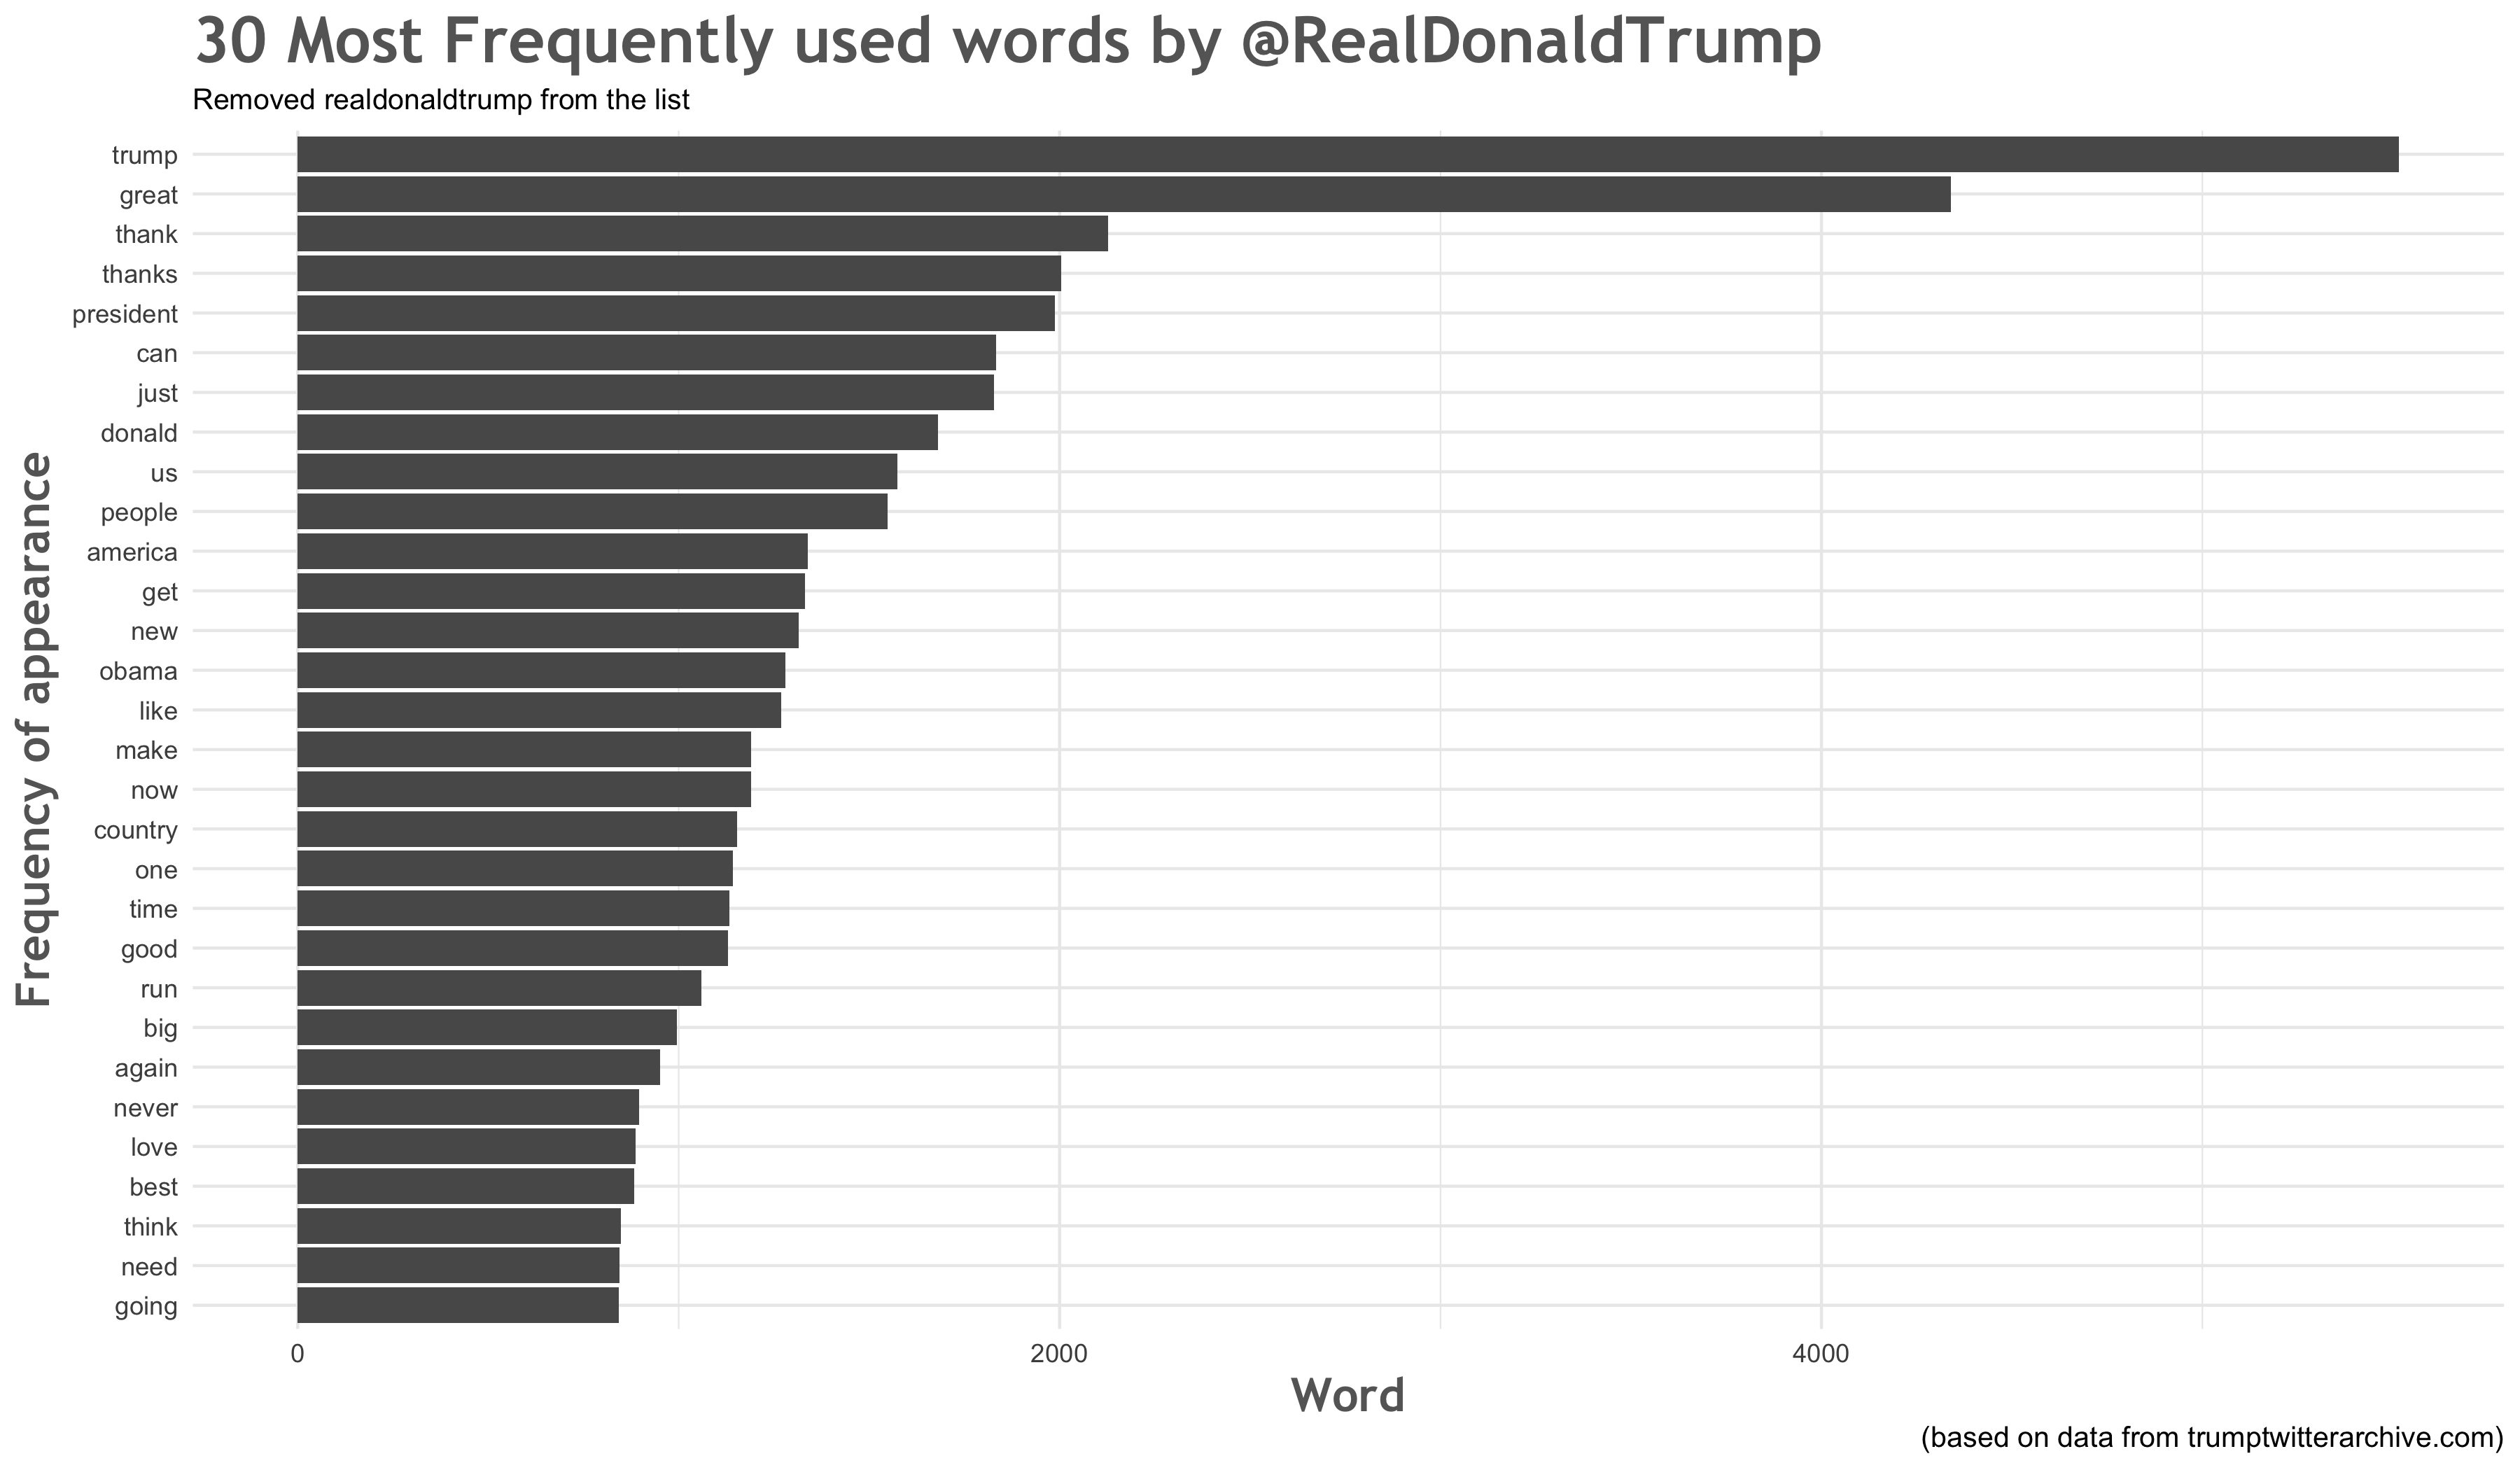 30 Most Frequently used words by @RealDonaldTrump
Removed realdonaldtrump from the list
trump
great
thank
thanks
president
can
just
donald
us
people
america
get
new
obama
like
make
now
country
one
time
good
run
big
again
never
love
best
think
need
going
Frequency of appearance
0 2000 4000
Word
(based on data from trumptwitterarchive.com)